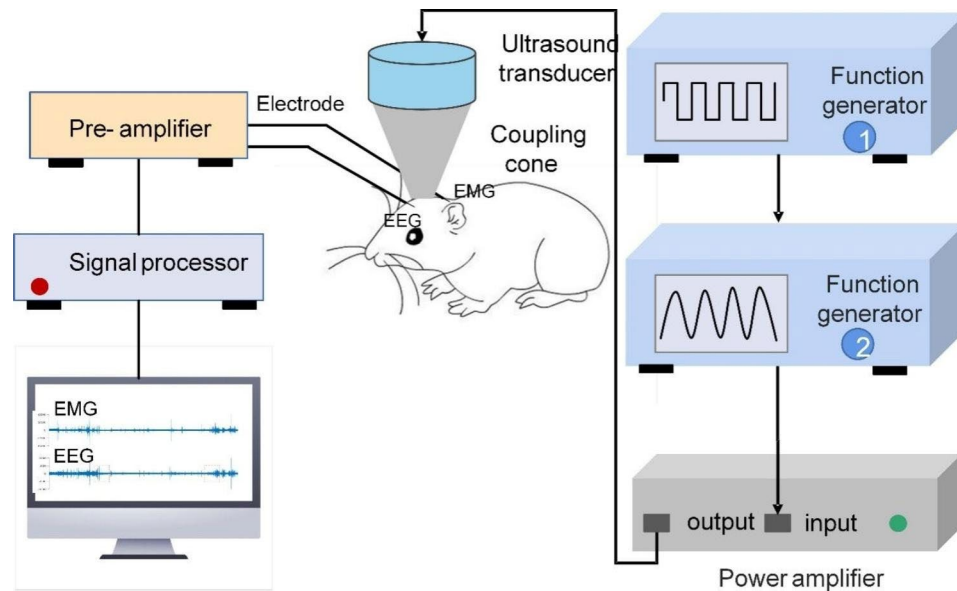 Ultrasound
transducer
Function
generator
1
Electrode
Pre- amplifier
Coupling
cone
EMG
EEG
Signal processor
Function
generator
2
EMG
EEG
output
input
Power amplifier